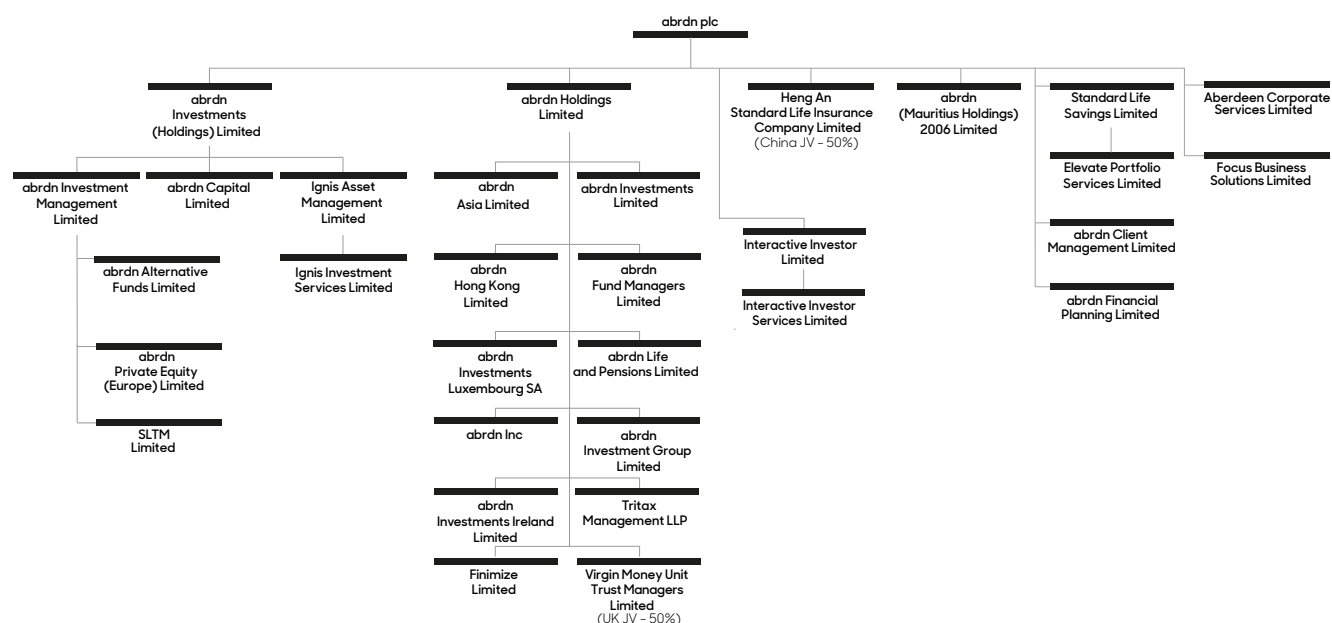 abrdn plc
abrdn
Investments
(Holdings) Limited
abrdn Holdings
Limited
Heng An
Standard Life Insurance
Company Limited
(China JV – 50%)
abrdn
(Mauritius Holdings)
2006 Limited
Standard Life
Savings Limited
Aberdeen Corporate
Services Limited
abrdn Investment
Management
Limited
abrdn Capital
Limited
Ignis Asset
Management
Limited
abrdn
Asia Limited
abrdn Investments
Limited
Elevate Portfolio
Services Limited
Focus Business
Solutions Limited
Interactive Investor
Limited
abrdn Client
Management Limited
abrdn Alternative
Funds Limited
Ignis Investment
Services Limited
abrdn
Hong Kong
Limited
abrdn
Fund Managers
Limited
Interactive Investor
Services Limited
abrdn Financial
Planning Limited
abrdn
Private Equity
(Europe) Limited
abrdn
Investments
Luxembourg SA
abrdn Life
and Pensions Limited
SLTM
Limited
abrdn Inc
abrdn
Investment Group
Limited
abrdn
Investments Ireland
Limited
Tritax
Management LLP
Finimize
Limited
Virgin Money Unit
Trust Managers
Limited
(UK JV – 50%)